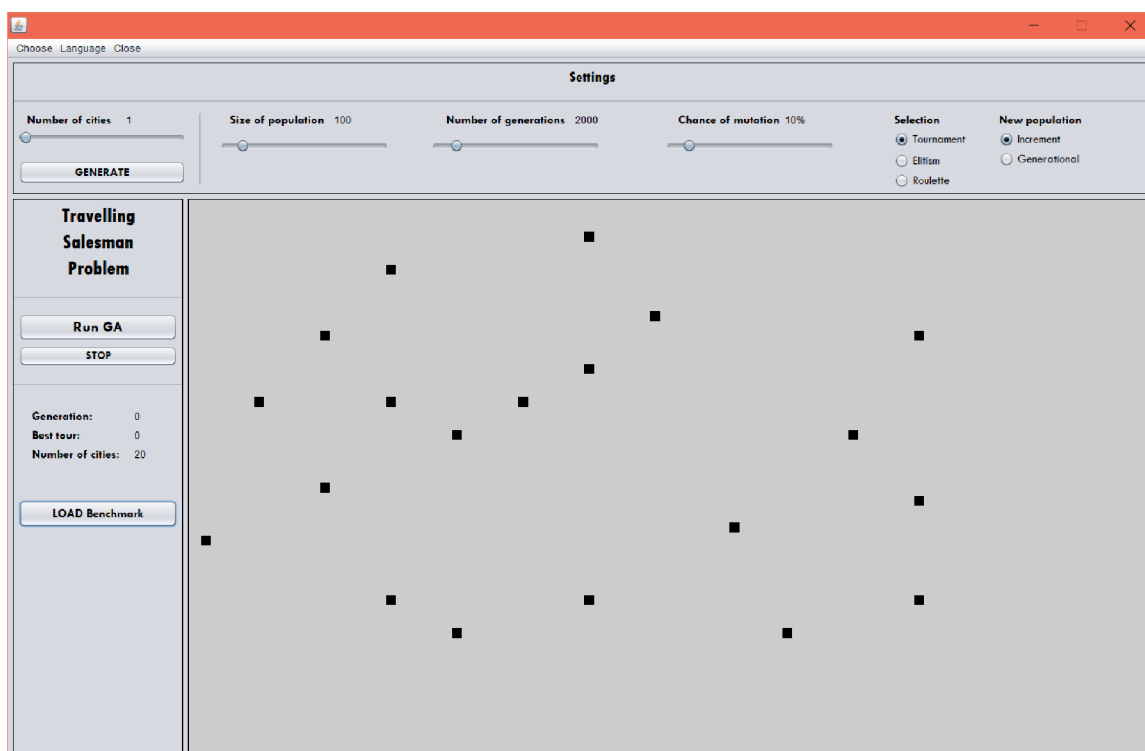 Choose Language Close
Settings
Number of cities 1
Size of population 100
Number of generations 2000
Chance of mutation 10%
Selection
New population
Tournament
Increment
Elitism
Generational
Roulette
GENERATE
Travelling
Salesman
Problem
Run GA
STOP
Generation: 0
Best tour: 0
Number of cities: 20
LOAD Benchmark